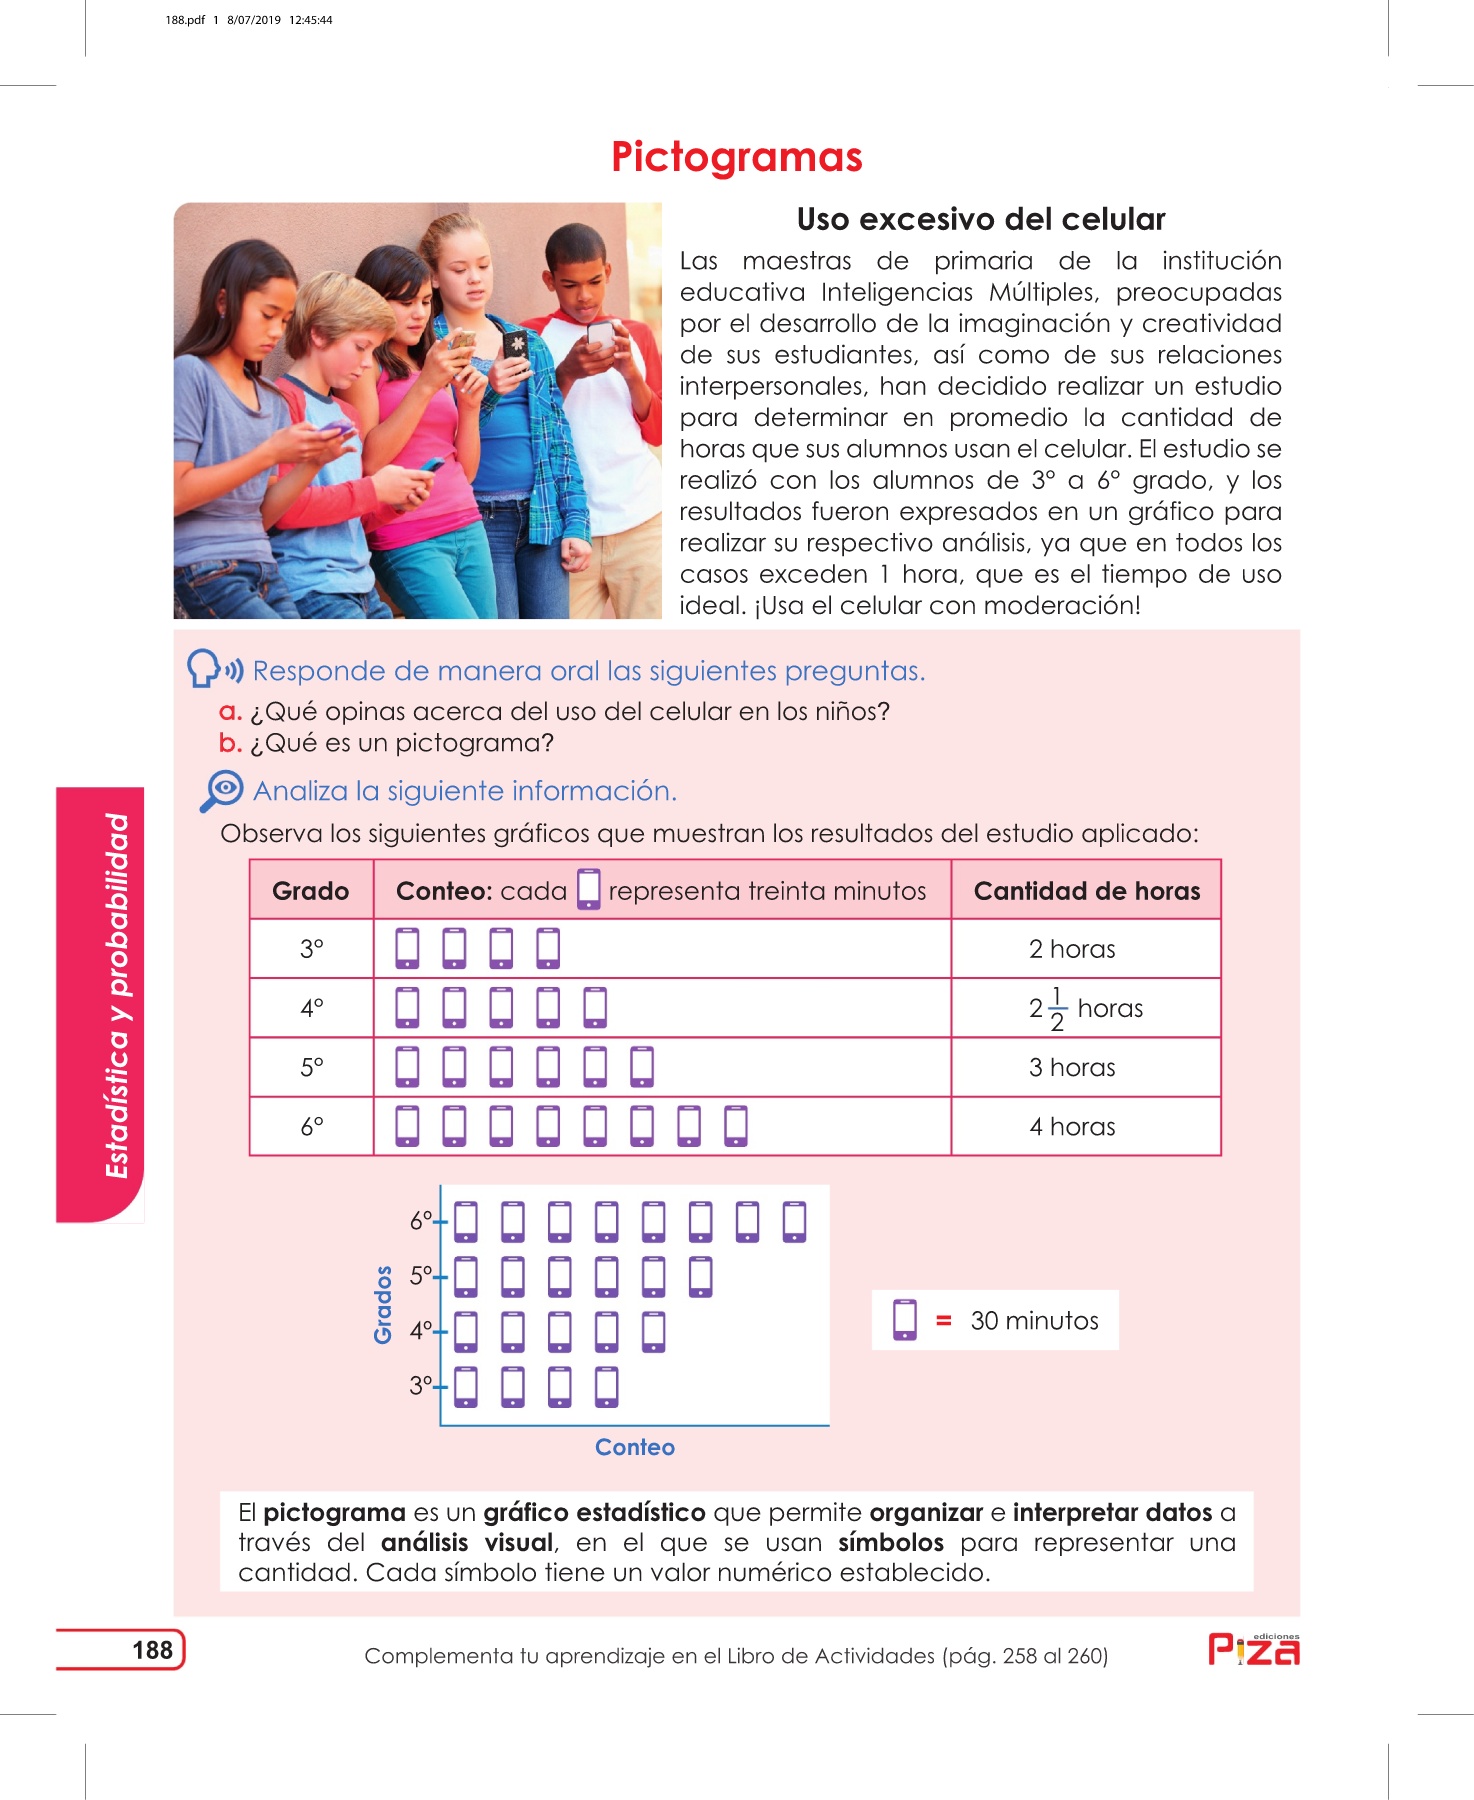 188.pdf 1 8/07/2019 12:45:44
Pictogramas
Uso excesivo del celular
Las maestras de primaria de la institución
educativa Inteligencias Múltiples, preocupadas
por el desarrollo de la imaginación y creatividad
de sus estudiantes, así como de sus relaciones
interpersonales, han decidido realizar un estudio
para determinar en promedio la cantidad de
horas que sus alumnos usan el celular. El estudio se
realizó con los alumnos de 3° a 6° grado, y los
resultados fueron expresados en un gráfico para
realizar su respectivo análisis, ya que en todos los
casos exceden 1 hora, que es el tiempo de uso
ideal. ¡Usa el celular con moderación!
Responde de manera oral las siguientes preguntas.
a. ¿Qué opinas acerca del uso del celular en los niños?
b. ¿Qué es un pictograma?
Analiza la siguiente información.
Observa los siguientes gráficos que muestran los resultados del estudio aplicado:
Grado Conteo: cada representa treinta minutos Cantidad de horas
3° 2 horas
4° 2 1/2 horas
5° 3 horas
6° 4 horas
Estadística y probabilidad
6°
5°
4°
3°
Grados
Conteo
= 30 minutos
El pictograma es un gráfico estadístico que permite organizar e interpretar datos a
través del análisis visual, en el que se usan símbolos para representar una
cantidad. Cada símbolo tiene un valor numérico establecido.
188
Complementa tu aprendizaje en el Libro de Actividades (pág. 258 al 260)
ediciones
Piza